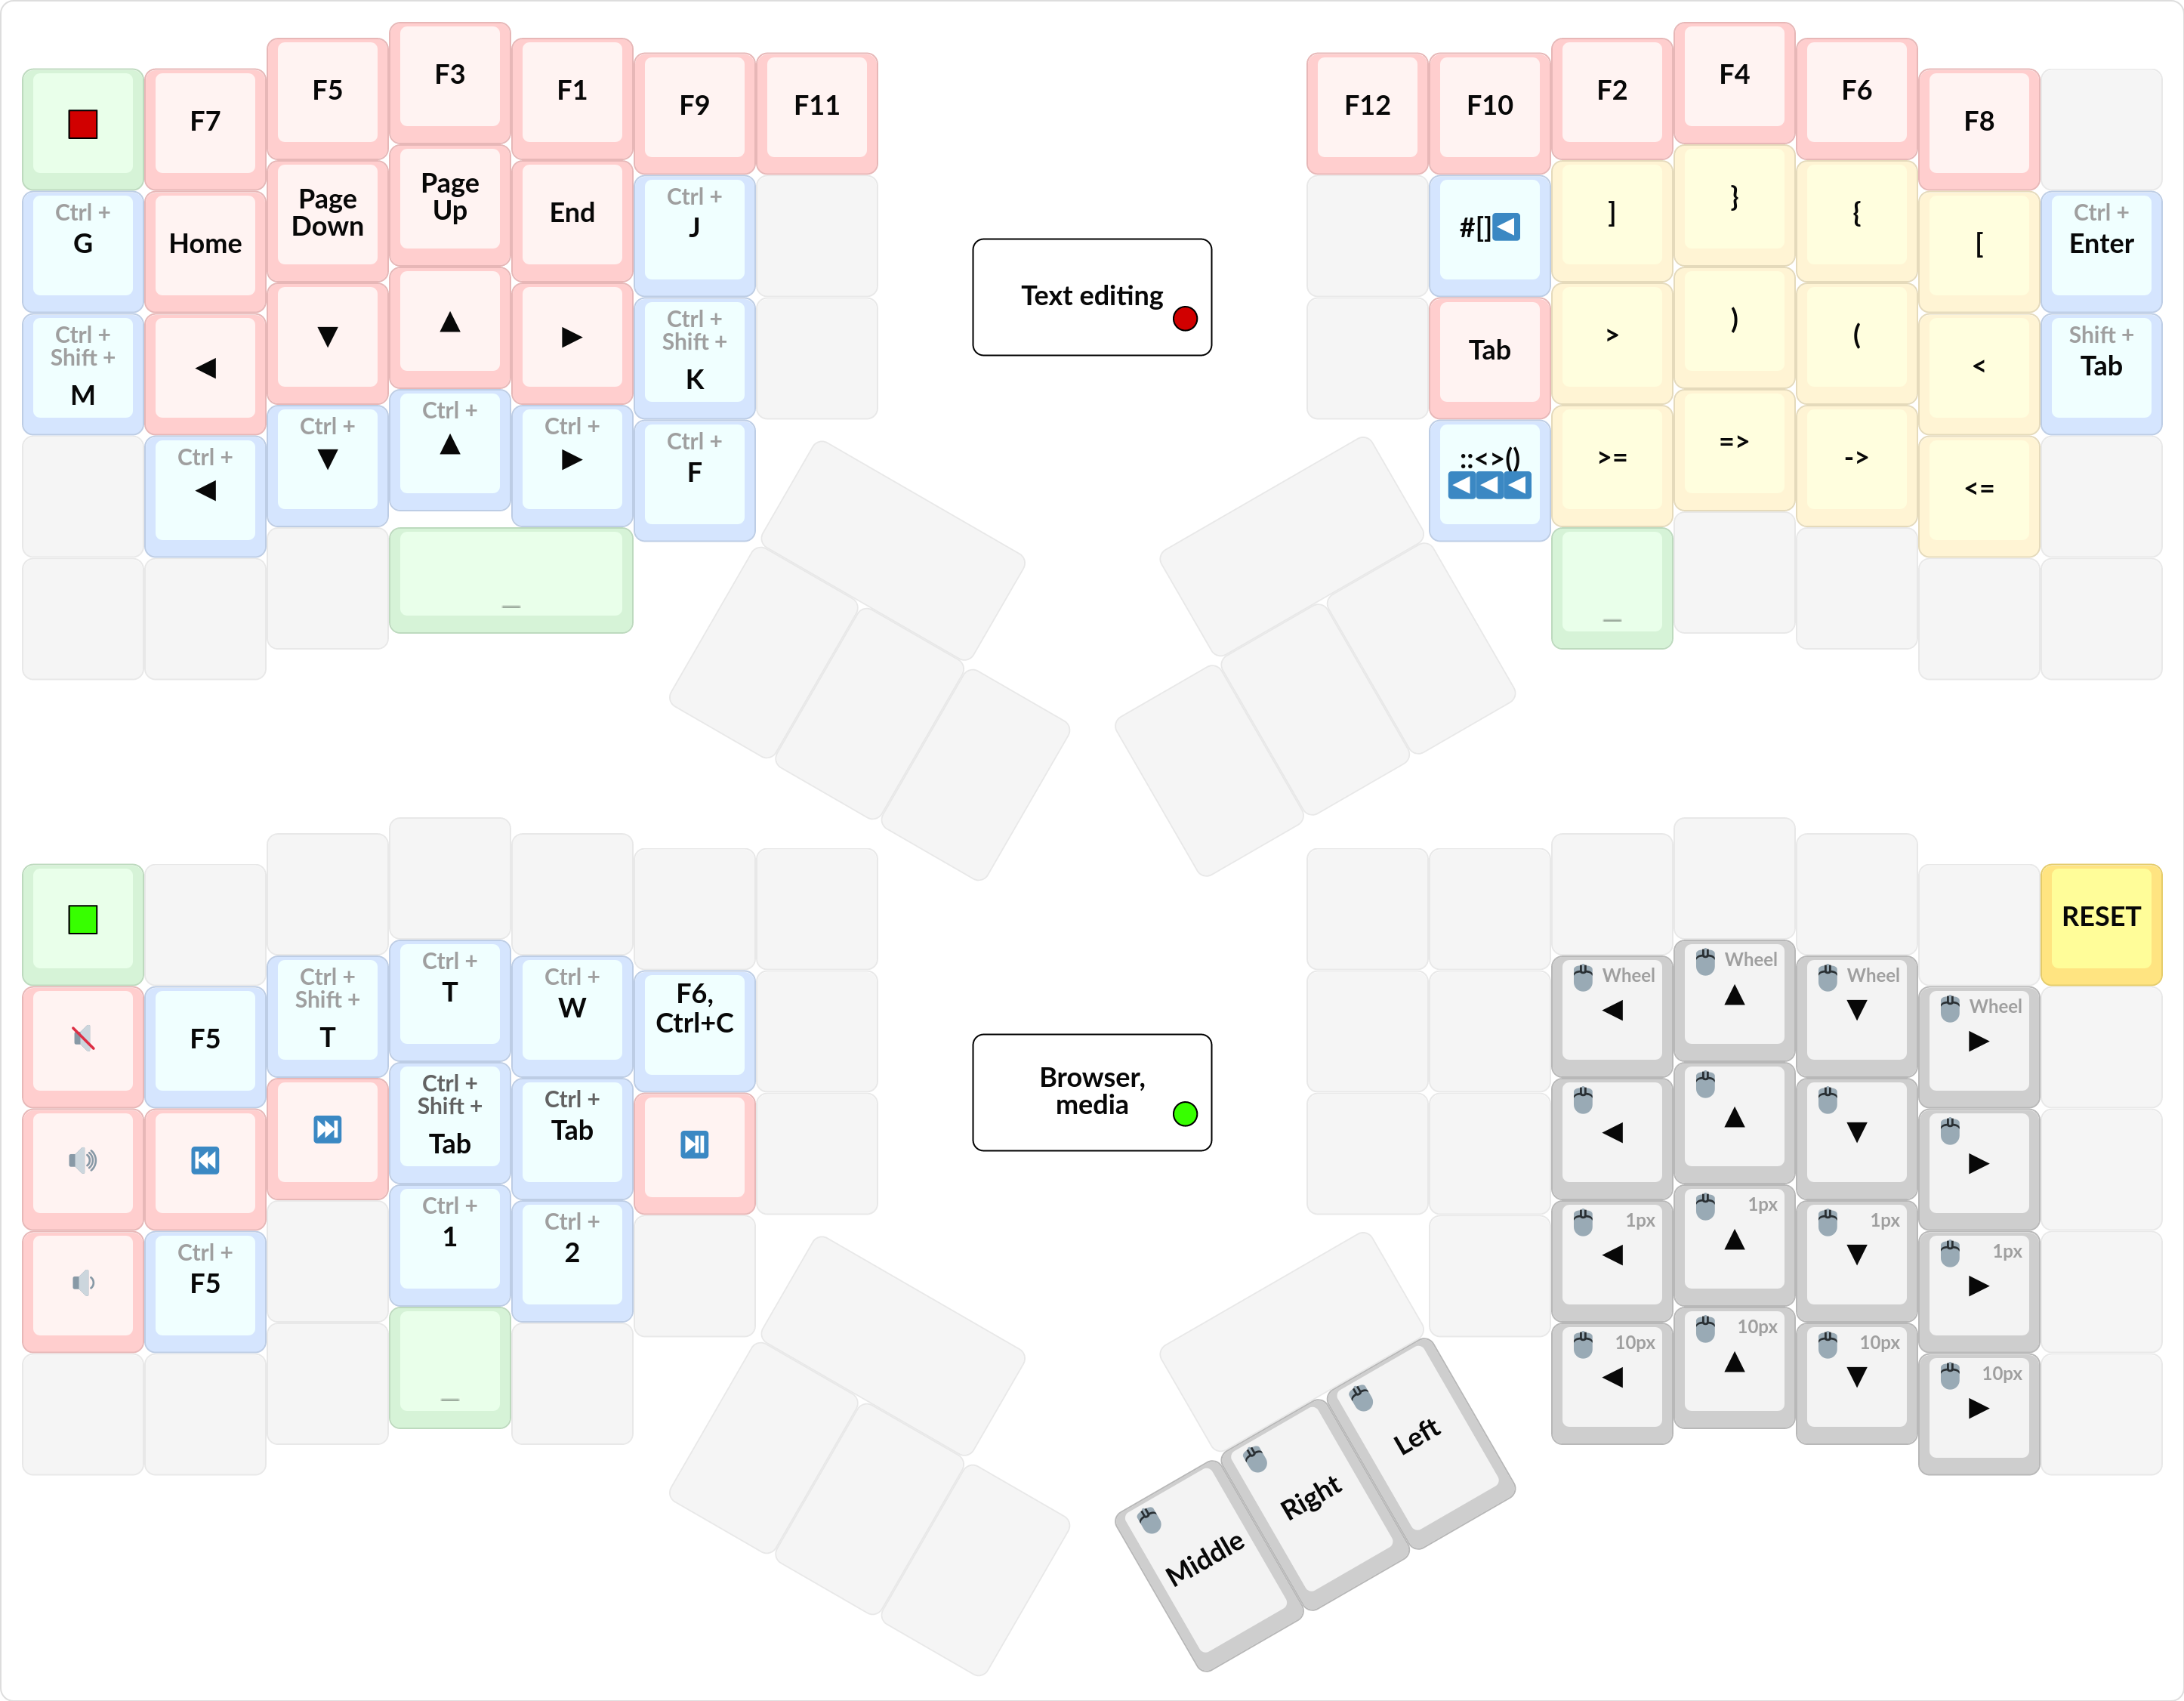 F7
F5
F3
F1
F9
F11
F12
F10
F2
F4
F6
F8
Ctrl +
G
Home
Page
Down
Page
Up
End
Ctrl +
J
Text editing
#[]◀
]
}
{
[
Ctrl +
Enter
Ctrl +
Shift +
M
◀
▼
▲
▶
Ctrl +
Shift +
K
Tab
>
)
(
<
Shift +
Tab
Ctrl +
◀
Ctrl +
▼
Ctrl +
▲
Ctrl +
▶
Ctrl +
F
::<>()
◀◀◀
>=
=>
->
<=
_
_
RESET
F5
Ctrl +
Shift +
T
Ctrl +
T
Ctrl +
W
F6,
Ctrl+C
Browser,
media
Wheel
◀
Wheel
▲
Wheel
▼
Wheel
▶
⏮
⏭
Ctrl +
Shift +
Tab
Ctrl +
Tab
⏯
◀
▲
▼
▶
Ctrl +
F5
Ctrl +
1
Ctrl +
2
1px
◀
1px
▲
1px
▼
1px
▶
_
10px
◀
10px
▲
10px
▼
10px
▶
Left
Right
Middle